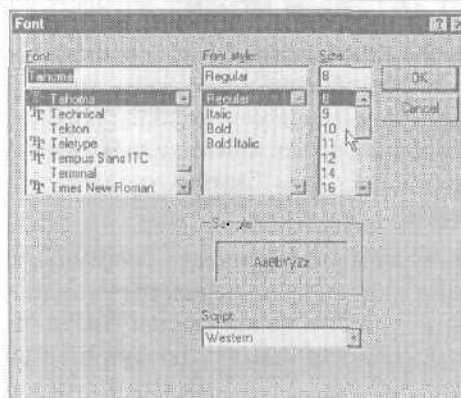 Font
Font: Font style: Size:
Tahoma Regular 8
OK
Tahoma Regular 8
Technical Italic 9
Cancel
Tekton Bold 10
Teletype Bold Italic 11
Tempus Sans ITC 12
Terminal 14
Times New Roman 16
Sample
AaBbYyZz
Script:
Western